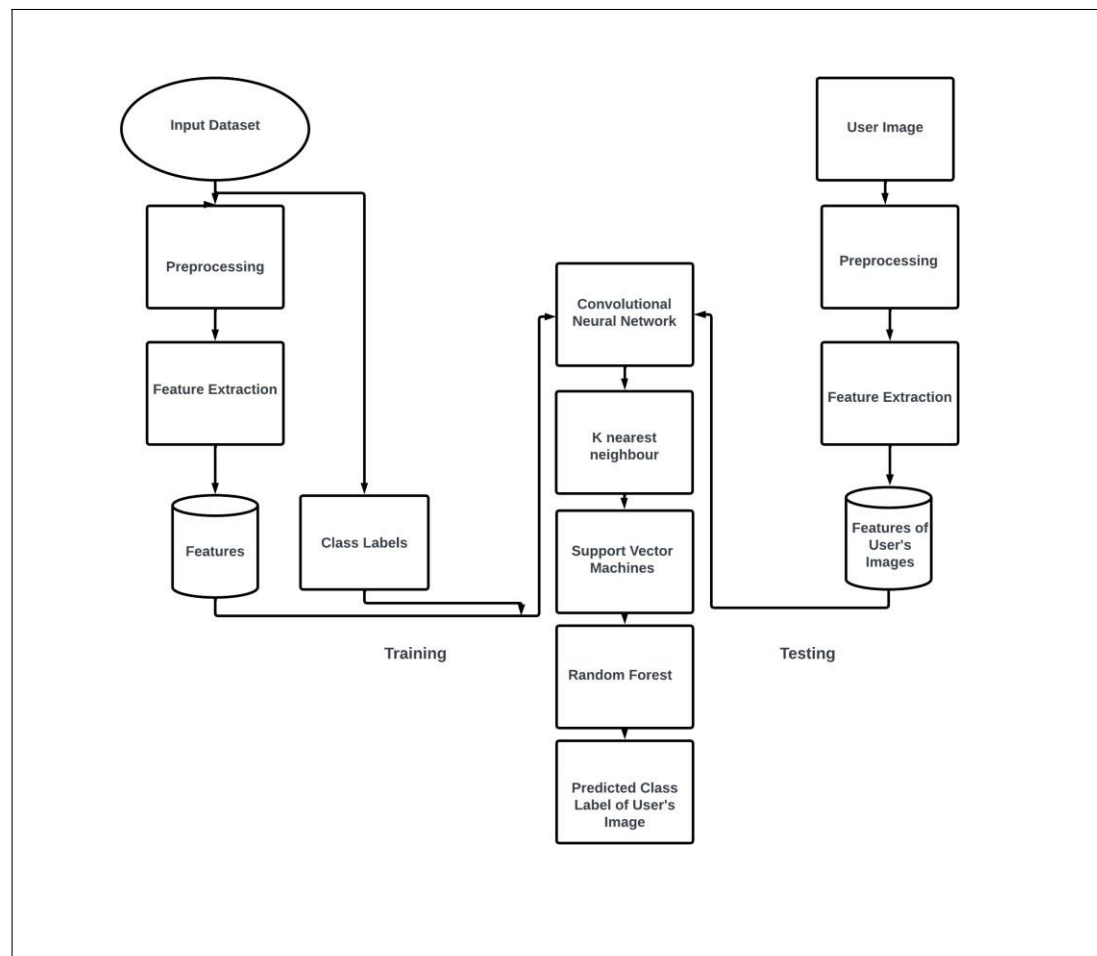 Input Dataset
Preprocessing
Feature Extraction
Features
Class Labels
Training
Convolutional
Neural Network
K nearest
neighbour
Support Vector
Machines
Random Forest
Predicted Class
Label of User's
Image
User Image
Preprocessing
Feature Extraction
Features of
User's
Images
Testing